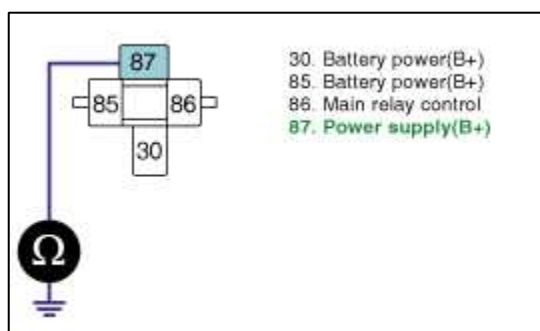 87
85
86
30
Ω
30. Battery power(B+)
85. Battery power(B+)
86. Main relay control
87. Power supply(B+)